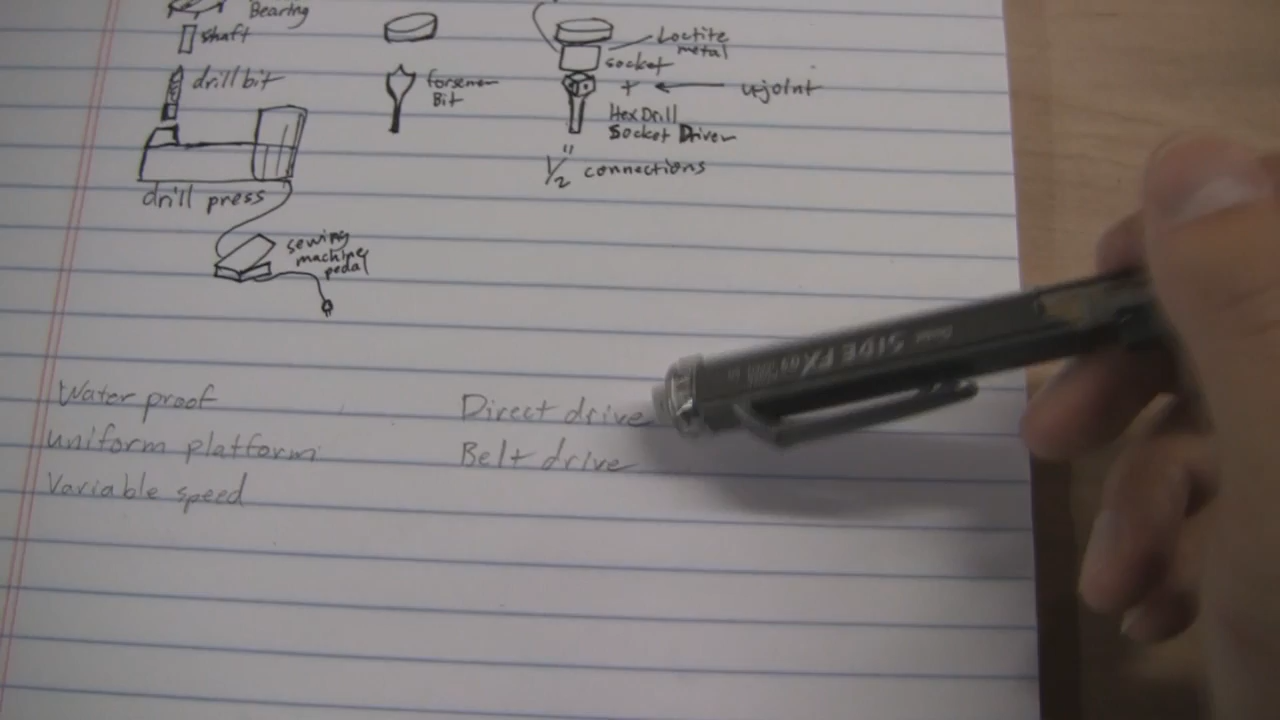 Bearing
shaft
drill bit
drill press
sewing
machine
pedal
forsener
Bit
Loctite
metal
socket
+ ← u-joint
Hex Drill
Socket Driver
1/2" connections
Water proof
uniform platform
Variable speed
Direct drive
Belt drive
SIDE FX